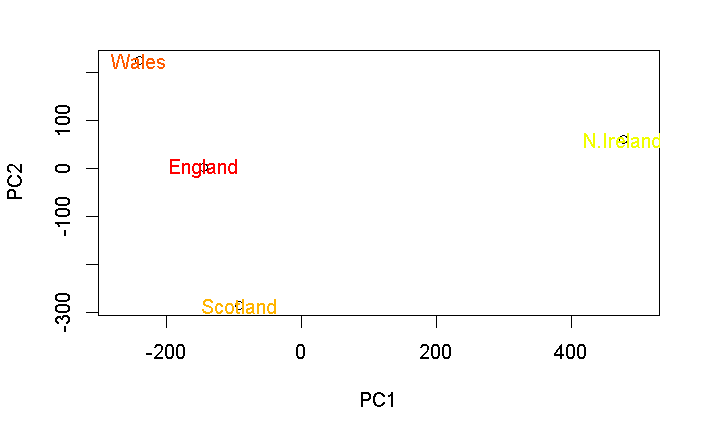 Wales
England
N.Ireland
Scotland
PC2
100
0
-100
-300
-200
0
200
400
PC1